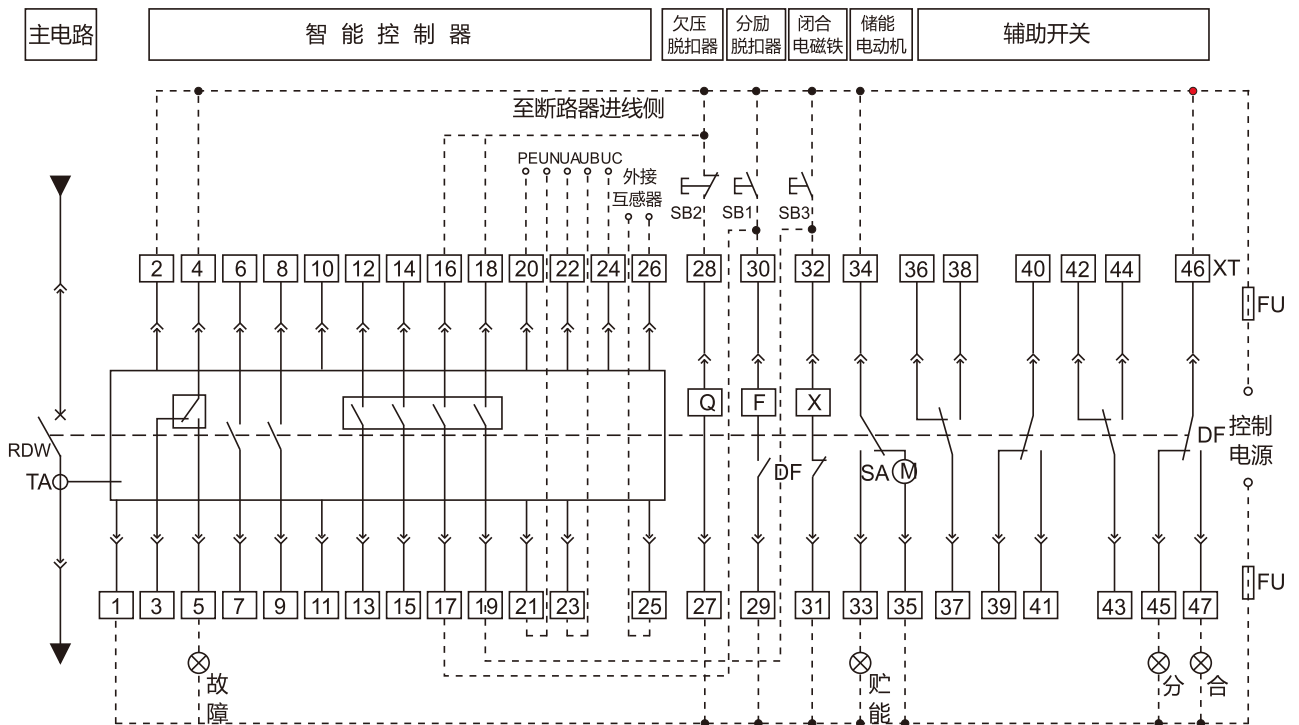 主电路
智能控制器
欠压
脱扣器
分励
脱扣器
闭合
电磁铁
储能
电动机
辅助开关
至断路器进线侧
PE UN UA UB UC
外接
互感器
SB2 SB1 SB3
2 4 6 8 10 12 14 16 18 20 22 24 26 28 30 32 34 36 38 40 42 44 46 XT
FU
Q F X
RDW
TA
DF
SA M
DF
控制
电源
FU
1 3 5 7 9 11 13 15 17 19 21 23 25 27 29 31 33 35 37 39 41 43 45 47
故
障
贮
能
分 合